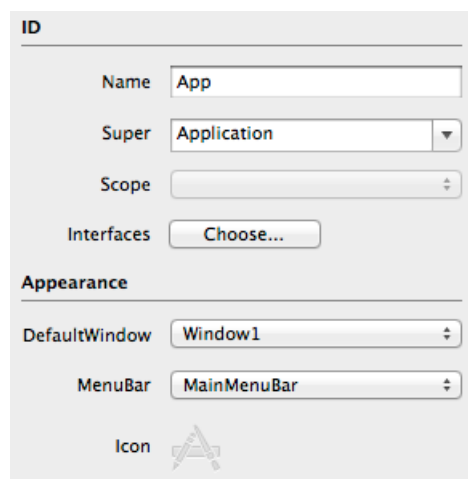 ID
Name App
Super Application
Scope
Interfaces Choose...
Appearance
DefaultWindow Window1
MenuBar MainMenuBar
Icon